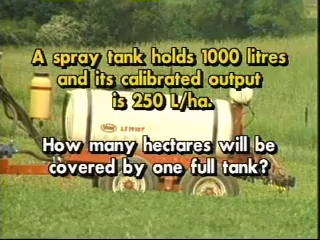 A spray tank holds 1000 litres
and its calibrated output
is 250 L/ha.
How many hectares will be
covered by one full tank?